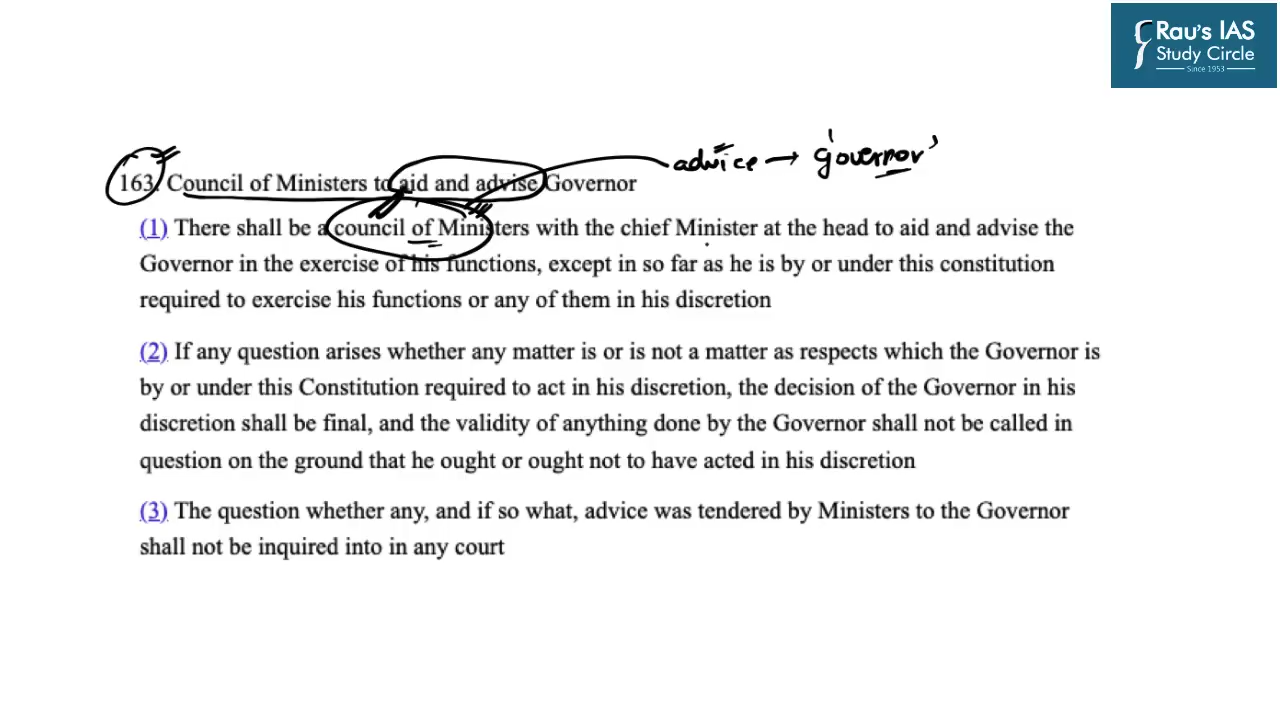 Rau's IAS
Study Circle
Since 1953
advice → 'governor'
163. Council of Ministers to aid and advise Governor
(1) There shall be a council of Ministers with the chief Minister at the head to aid and advise the
Governor in the exercise of his functions, except in so far as he is by or under this constitution
required to exercise his functions or any of them in his discretion
(2) If any question arises whether any matter is or is not a matter as respects which the Governor is
by or under this Constitution required to act in his discretion, the decision of the Governor in his
discretion shall be final, and the validity of anything done by the Governor shall not be called in
question on the ground that he ought or ought not to have acted in his discretion
(3) The question whether any, and if so what, advice was tendered by Ministers to the Governor
shall not be inquired into in any court